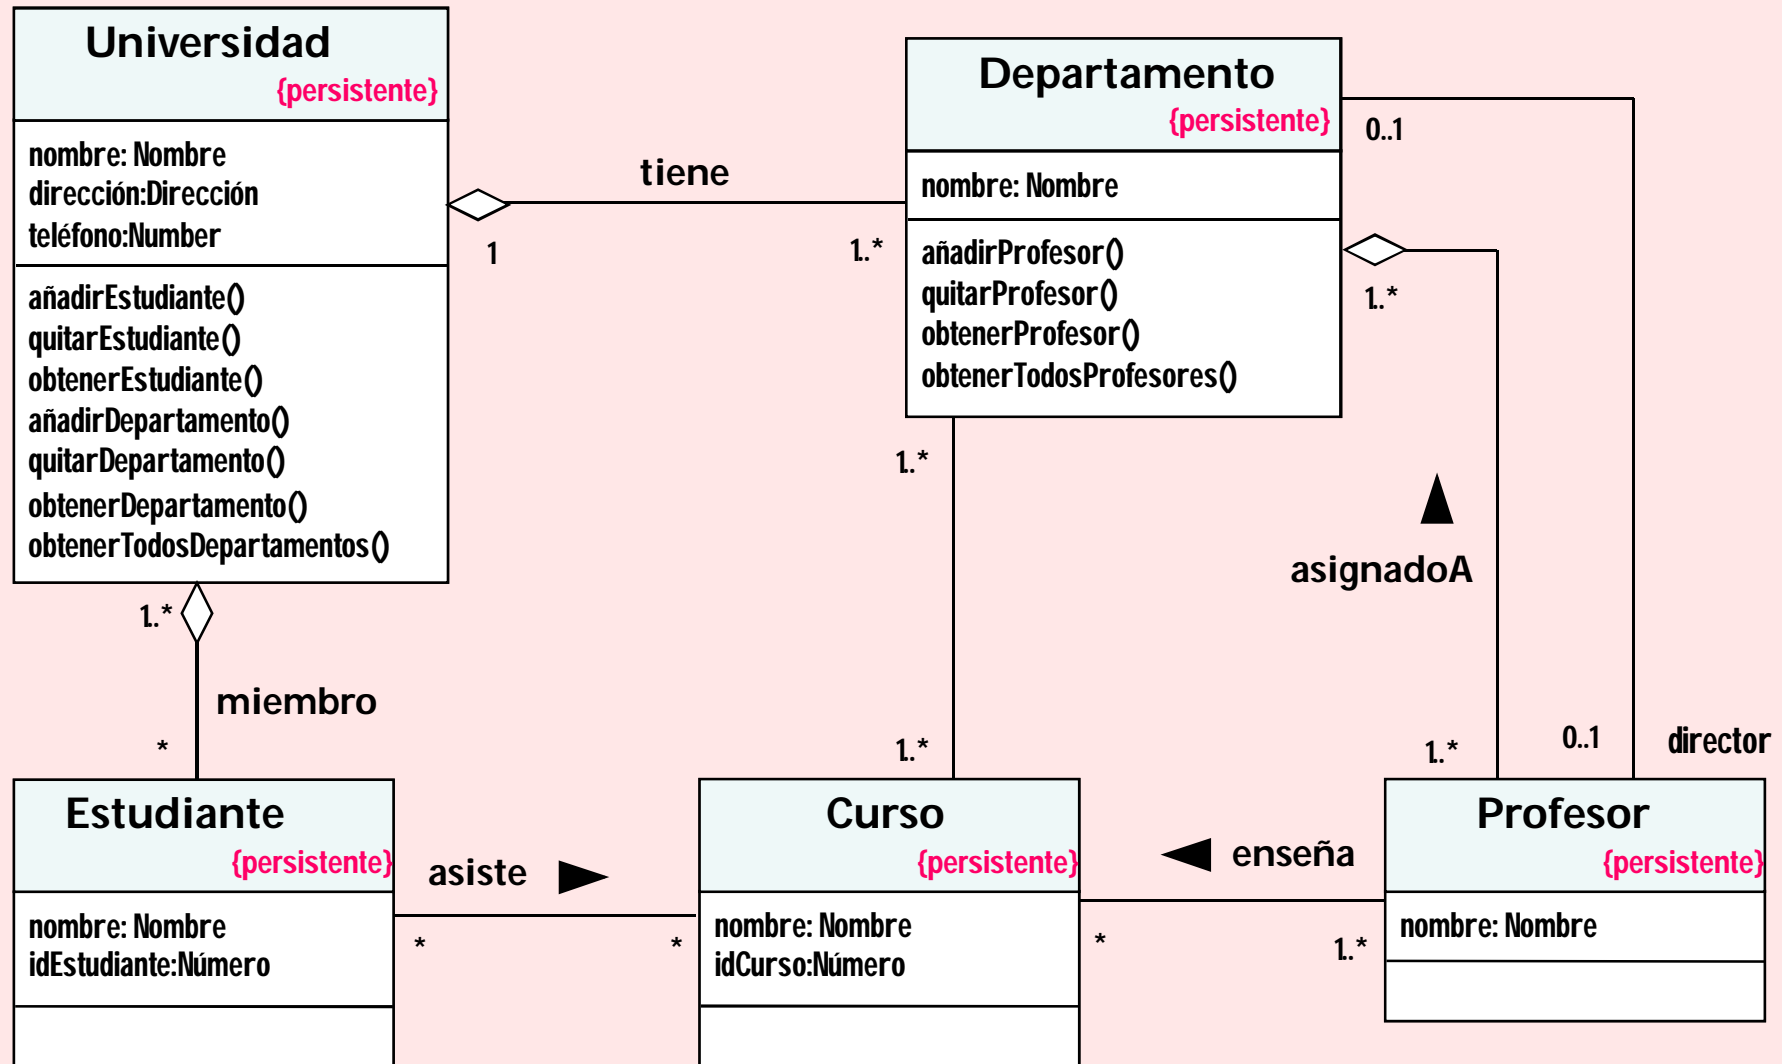 Universidad
{persistente}
nombre: Nombre
dirección:Dirección
teléfono:Number
añadirEstudiante()
quitarEstudiante()
obtenerEstudiante()
añadirDepartamento()
quitarDepartamento()
obtenerDepartamento()
obtenerTodosDepartamentos()
tiene
1
1..*
Departamento
{persistente}
nombre: Nombre
añadirProfesor()
quitarProfesor()
obtenerProfesor()
obtenerTodosProfesores()
0..1
1..*
1..*
asignadoA
1..*
miembro
*
1..*
1..*
0..1
director
Estudiante
{persistente}
nombre: Nombre
idEstudiante:Número
asiste
*
*
Curso
{persistente}
nombre: Nombre
idCurso:Número
enseña
*
1..*
Profesor
{persistente}
nombre: Nombre